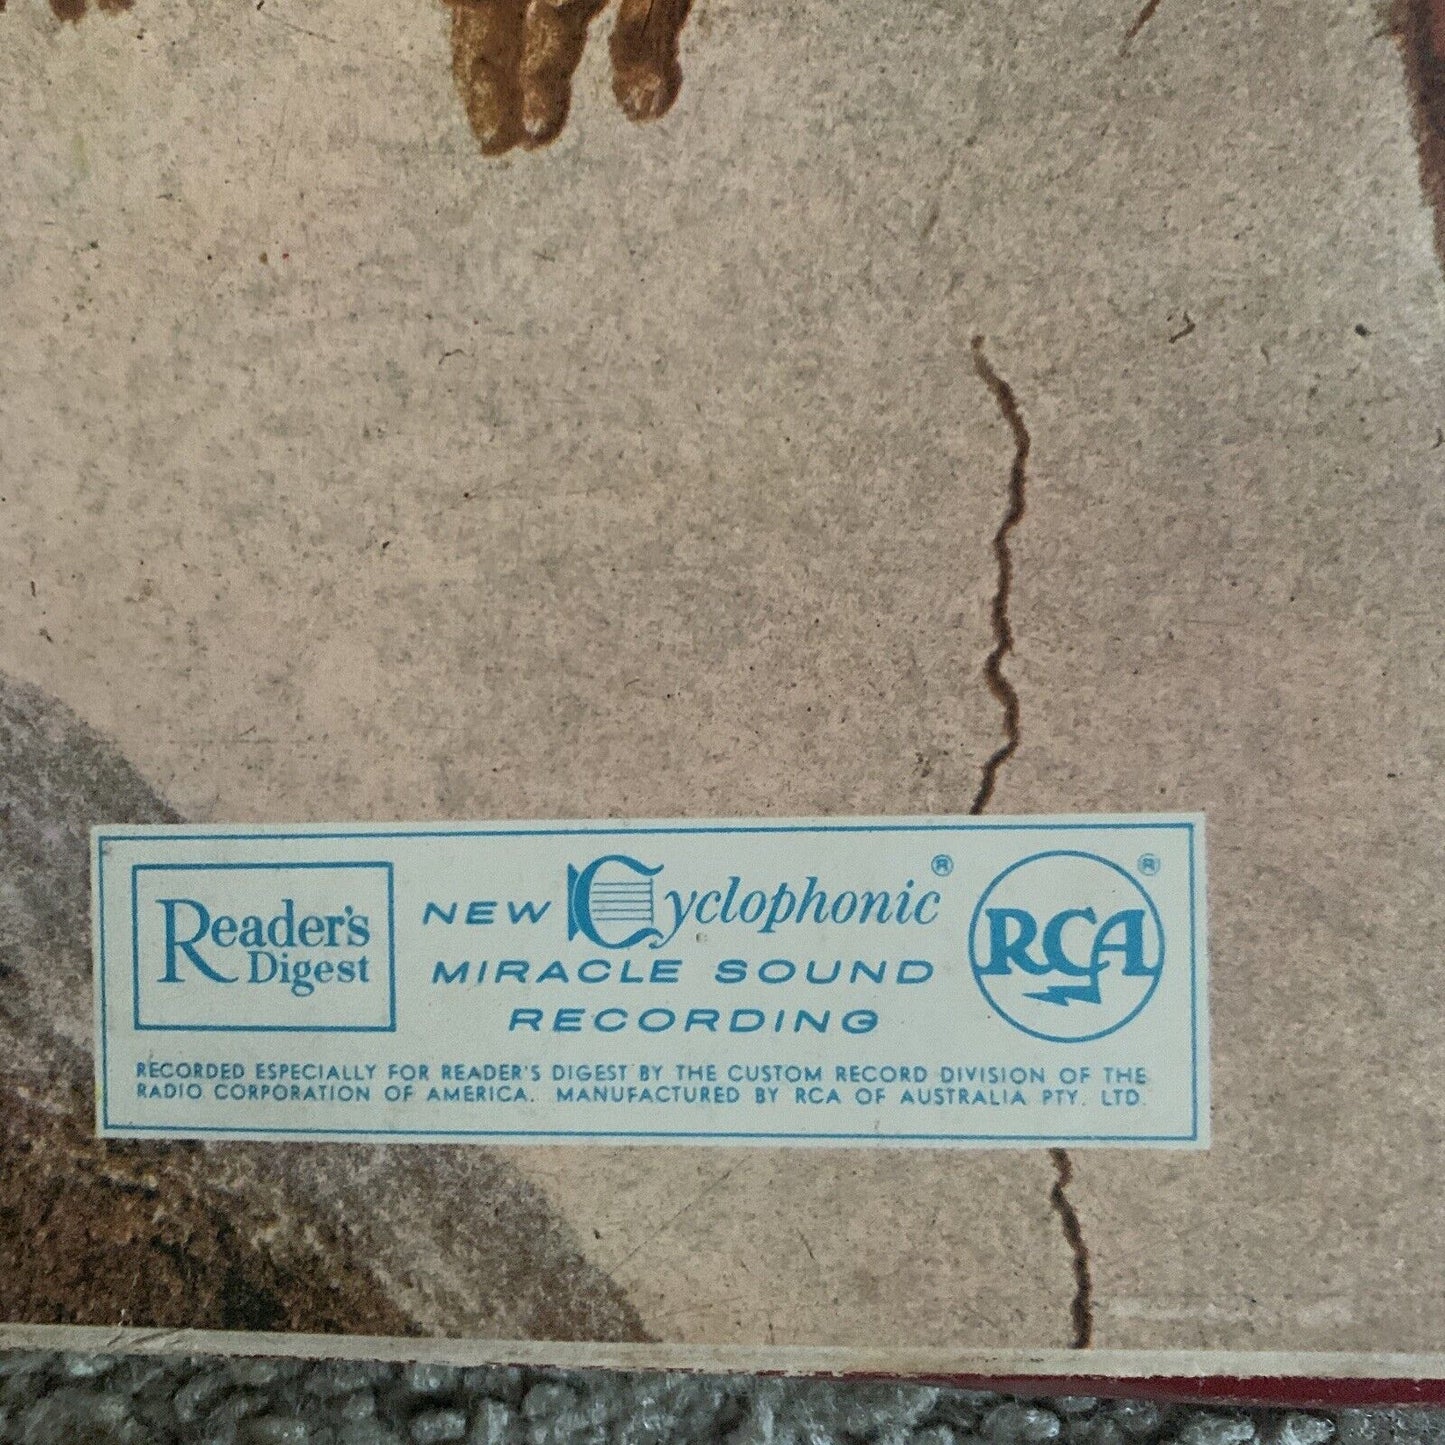 Reader's Digest
NEW Cyclophonic®
MIRACLE SOUND
RECORDING
RCA®
RECORDED ESPECIALLY FOR READER'S DIGEST BY THE CUSTOM RECORD DIVISION OF THE
RADIO CORPORATION OF AMERICA. MANUFACTURED BY RCA OF AUSTRALIA PTY. LTD.